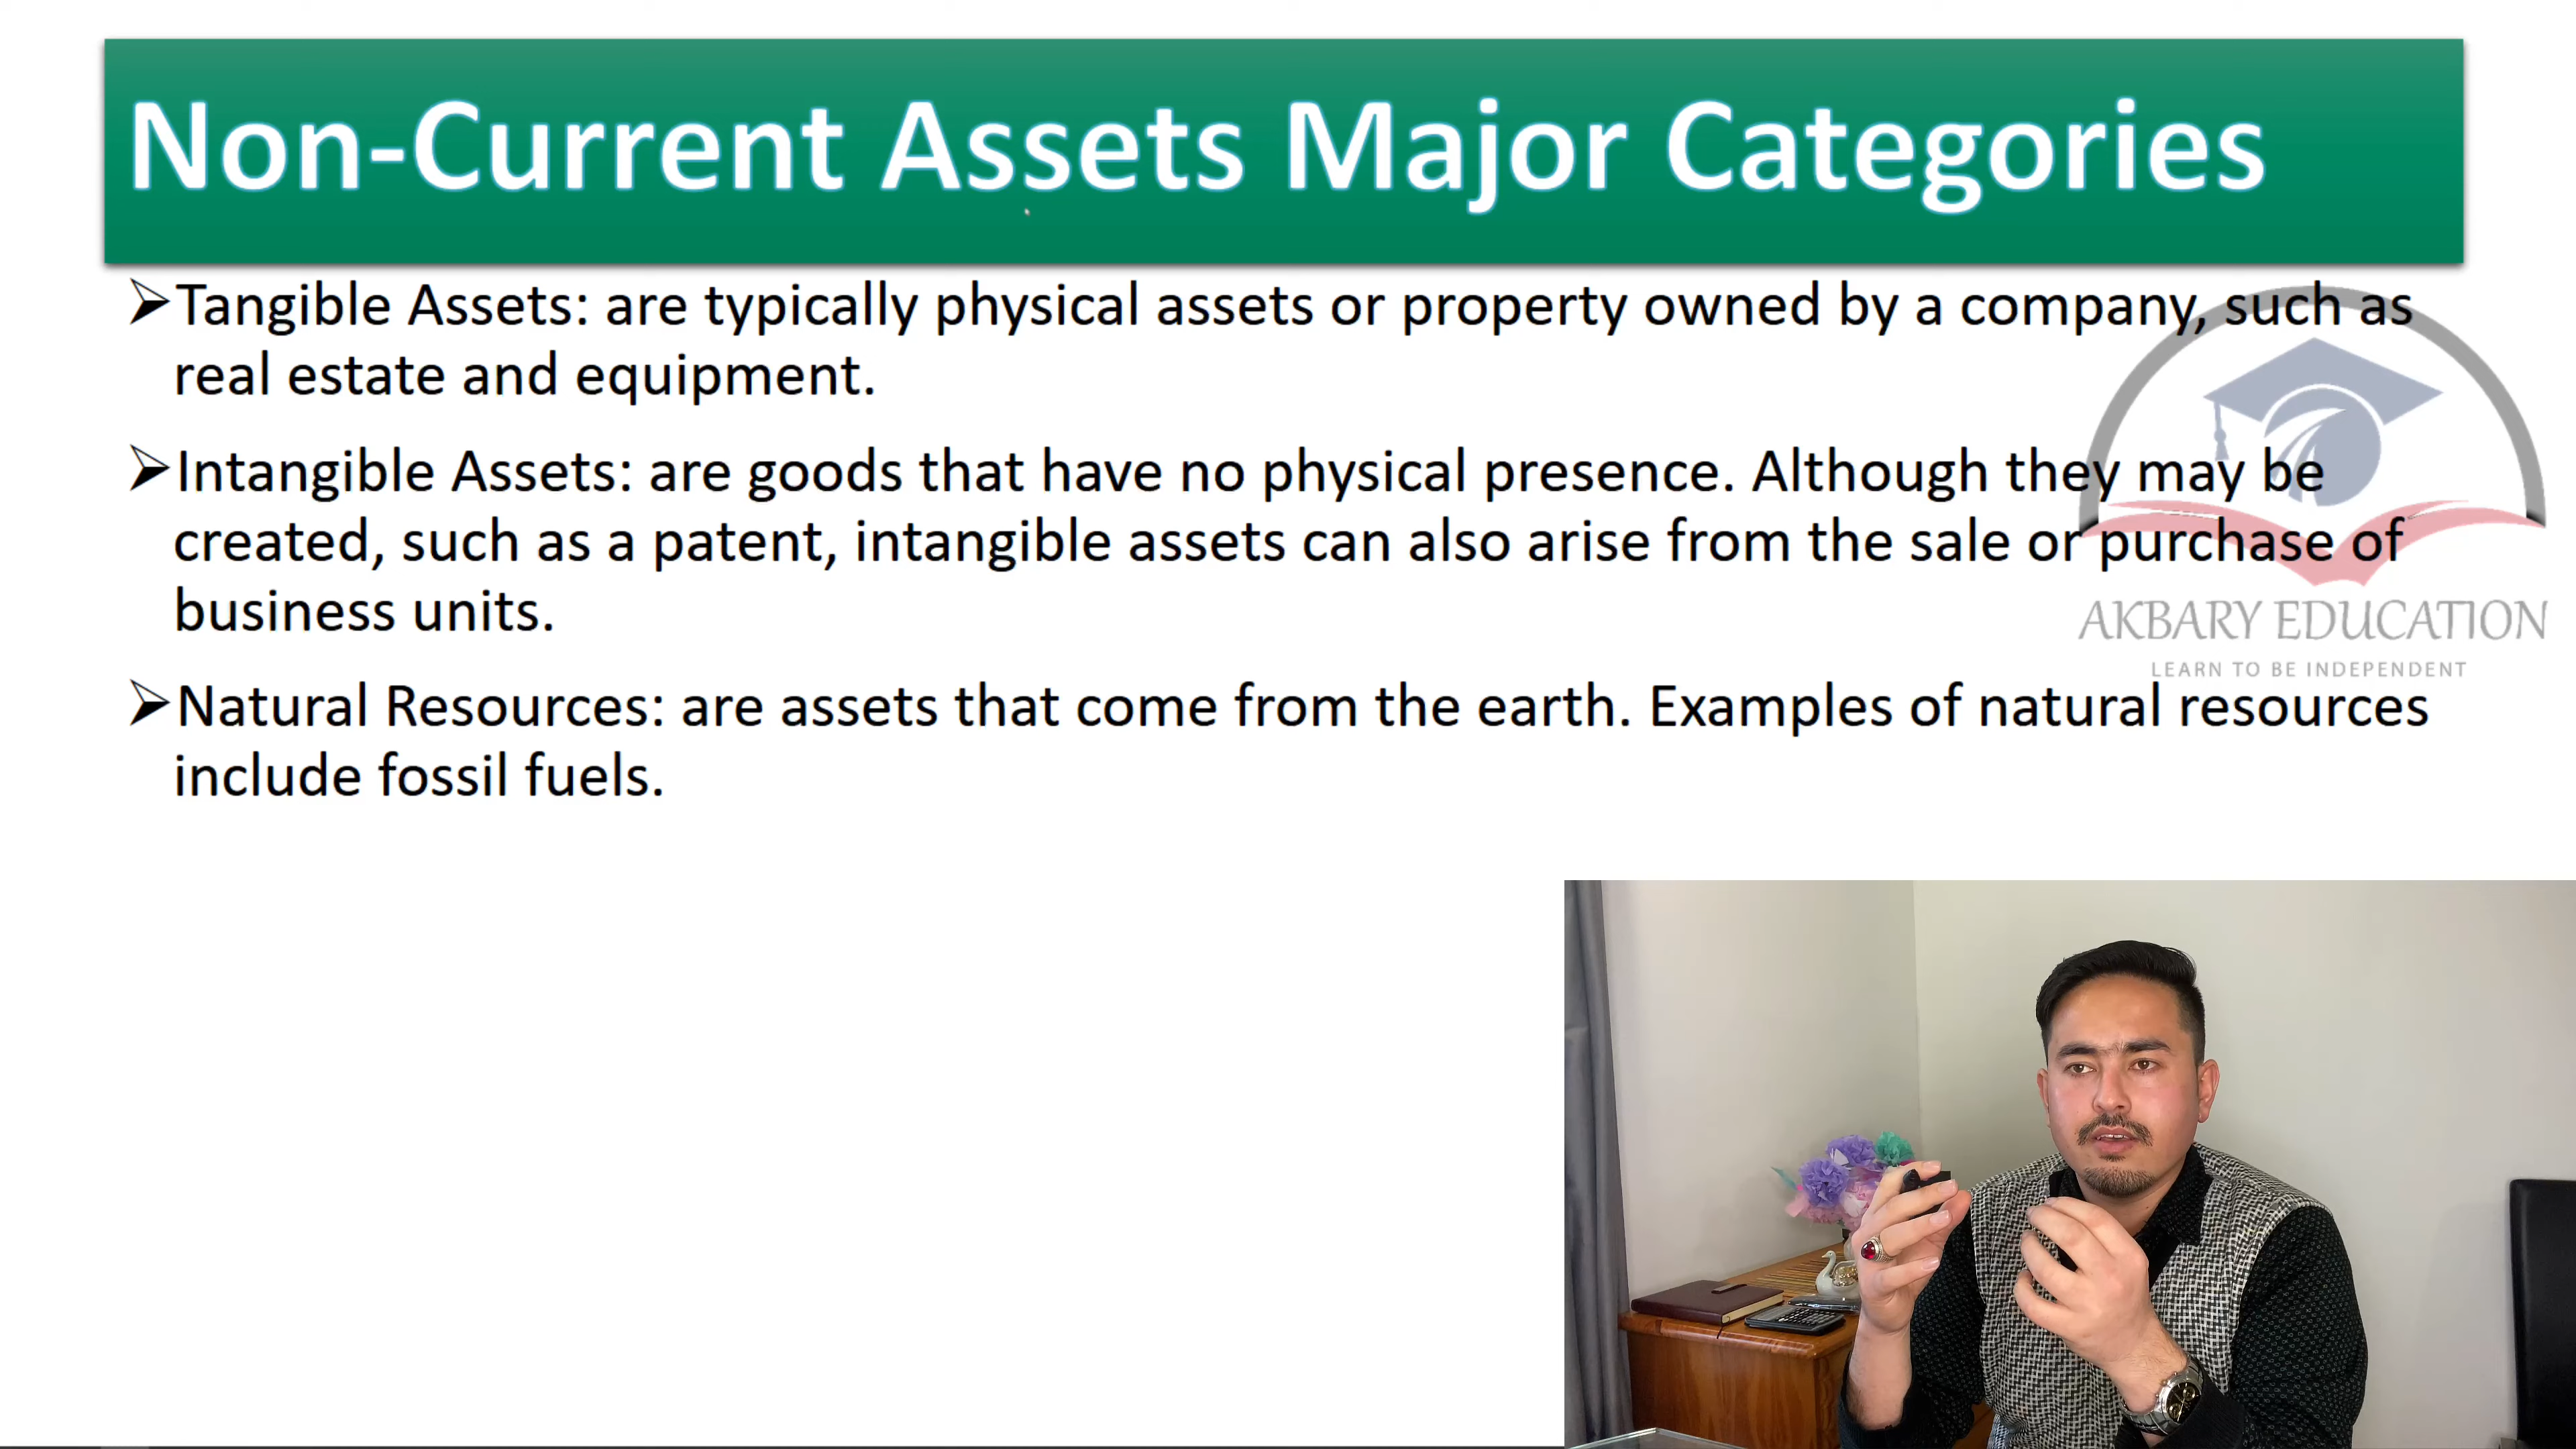 Non-Current Assets Major Categories
➢Tangible Assets: are typically physical assets or property owned by a company, such as
real estate and equipment.
➢Intangible Assets: are goods that have no physical presence. Although they may be
created, such as a patent, intangible assets can also arise from the sale or purchase of
business units.
AKBARY EDUCATION
LEARN TO BE INDEPENDENT
➢Natural Resources: are assets that come from the earth. Examples of natural resources
include fossil fuels.